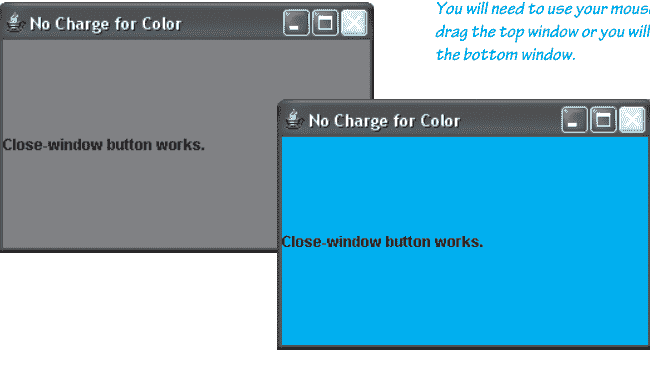 You will need to use your mous
drag the top window or you will
the bottom window.
No Charge for Color
Close-window button works.
No Charge for Color
Close-window button works.